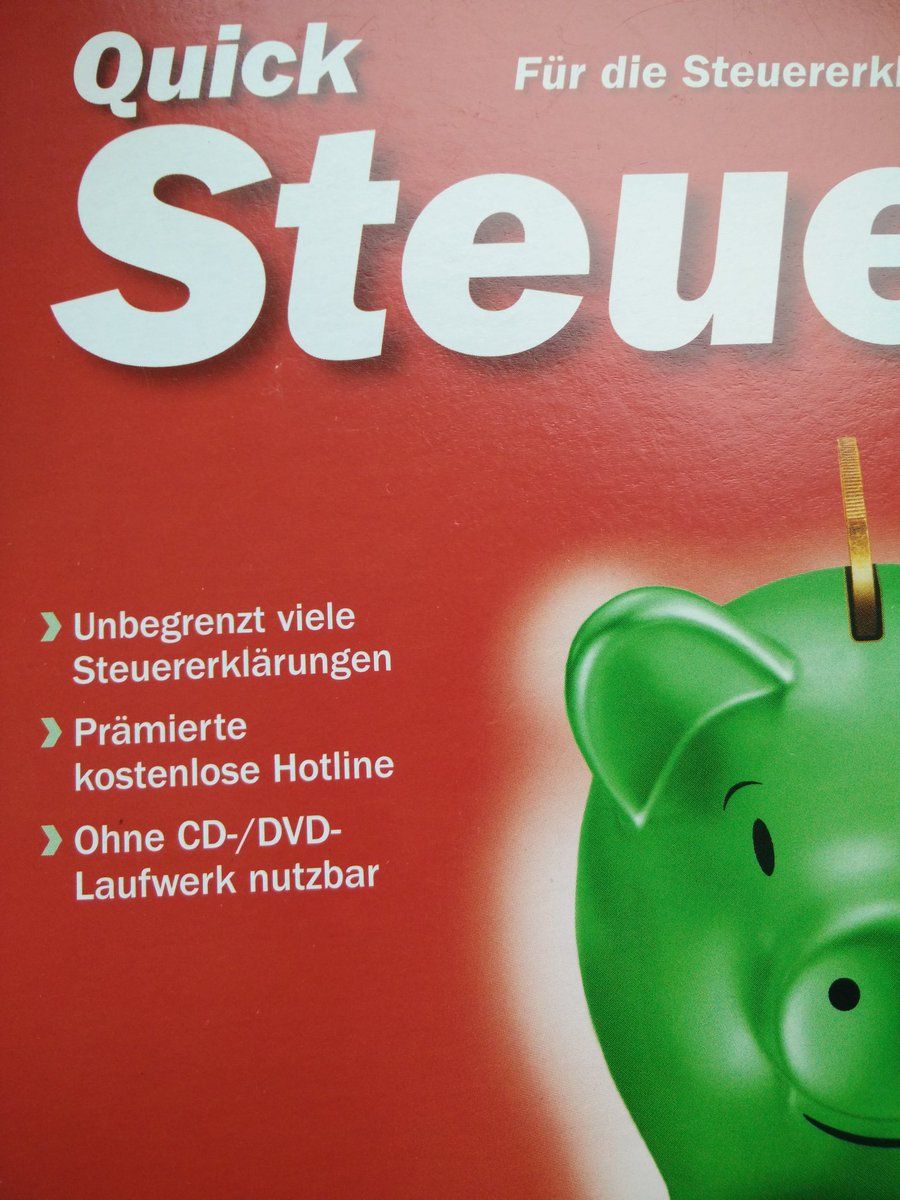 Quick
Für die Steuererkl
Steue
Unbegrenzt viele
Steuererklärungen
Prämierte
kostenlose Hotline
Ohne CD-/DVD-
Laufwerk nutzbar